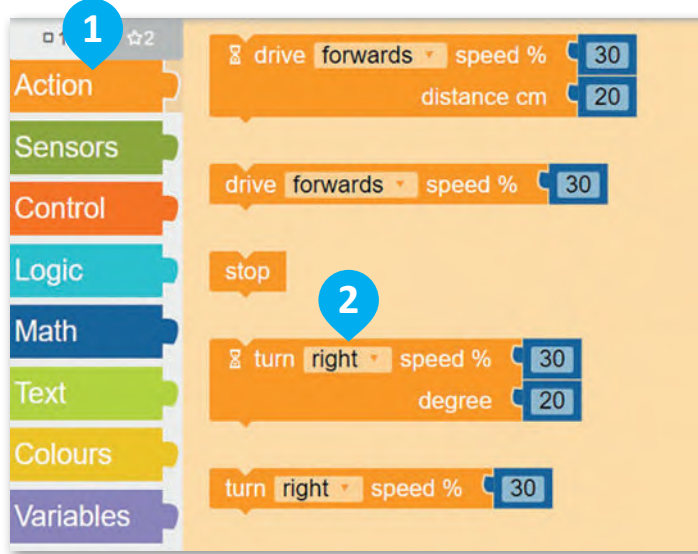 1
☆2
Action
Sensors
Control
Logic
Math
Text
Colours
Variables
drive forwards speed % 30
distance cm 20
drive forwards speed % 30
stop
2
turn right speed % 30
degree 20
turn right speed % 30